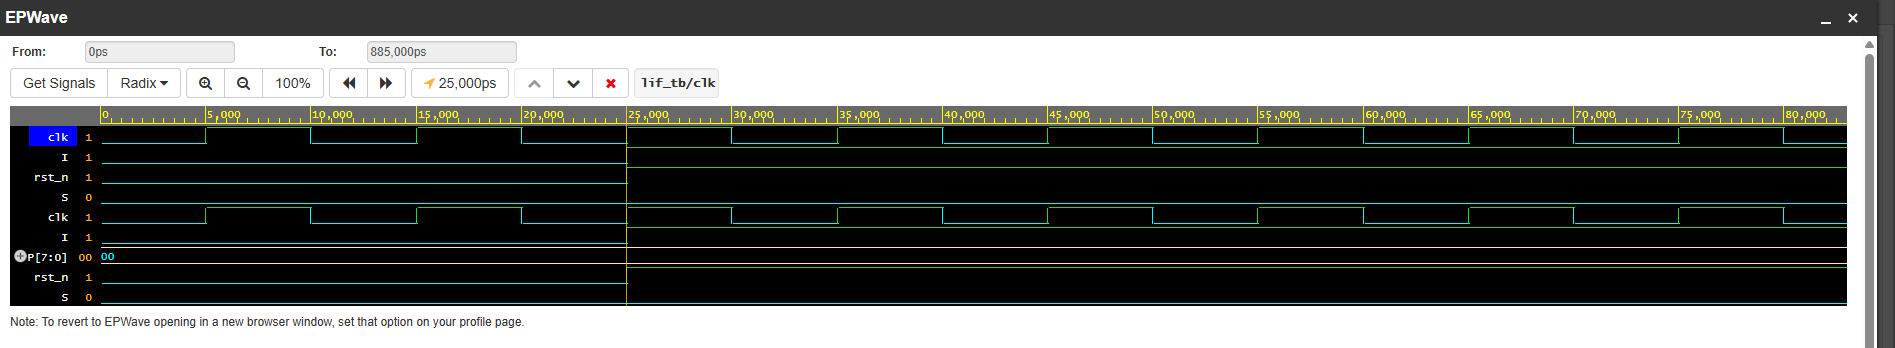 EPWave
From: 0ps To: 885,000ps
Get Signals Radix 100% 25,000ps lif_tb/clk
0 5,000 10,000 15,000 20,000 25,000 30,000 35,000 40,000 45,000 50,000 55,000 60,000 65,000 70,000 75,000 80,000
clk 1
I 1
rst_n 1
S 0
clk 1
I 1
P[7:0] 00 00
rst_n 1
S 0
Note: To revert to EPWave opening in a new browser window, set that option on your profile page.